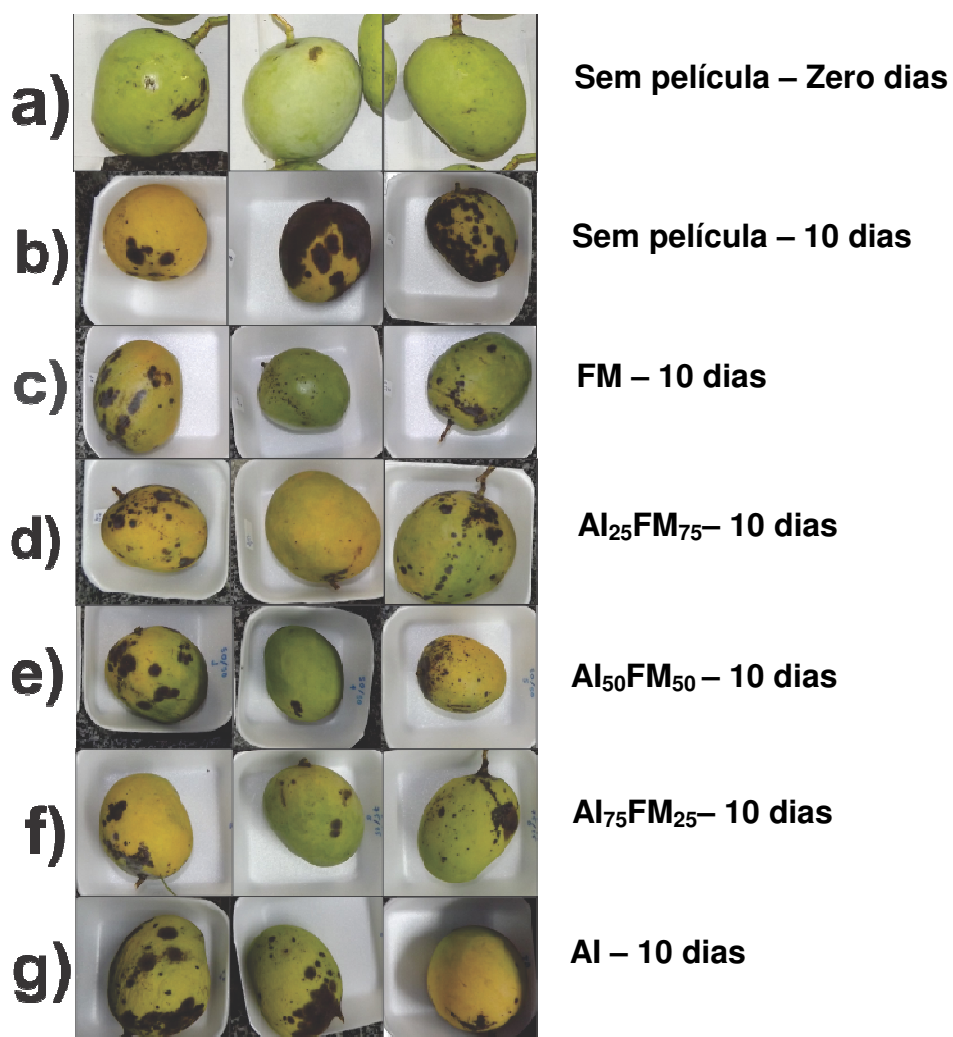 a) Sem película – Zero dias
b) Sem película – 10 dias
c) FM – 10 dias
d) Al25FM75– 10 dias
e) Al50FM50 – 10 dias
f) Al75FM25– 10 dias
g) Al – 10 dias